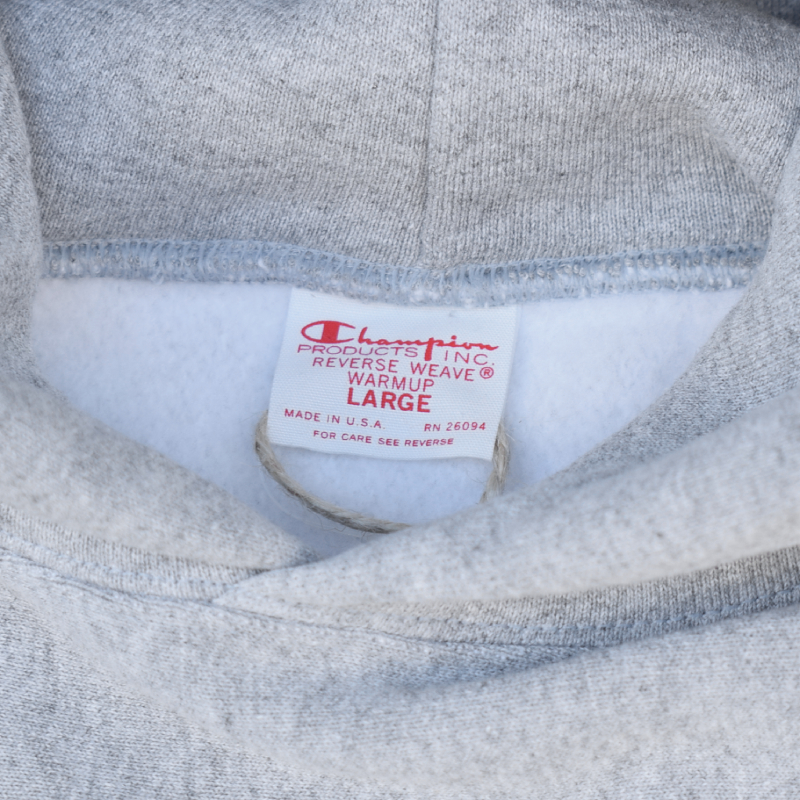 Champion
PRODUCTS INC.
REVERSE WEAVE®
WARMUP
LARGE
MADE IN U.S.A. RN 26094
FOR CARE SEE REVERSE